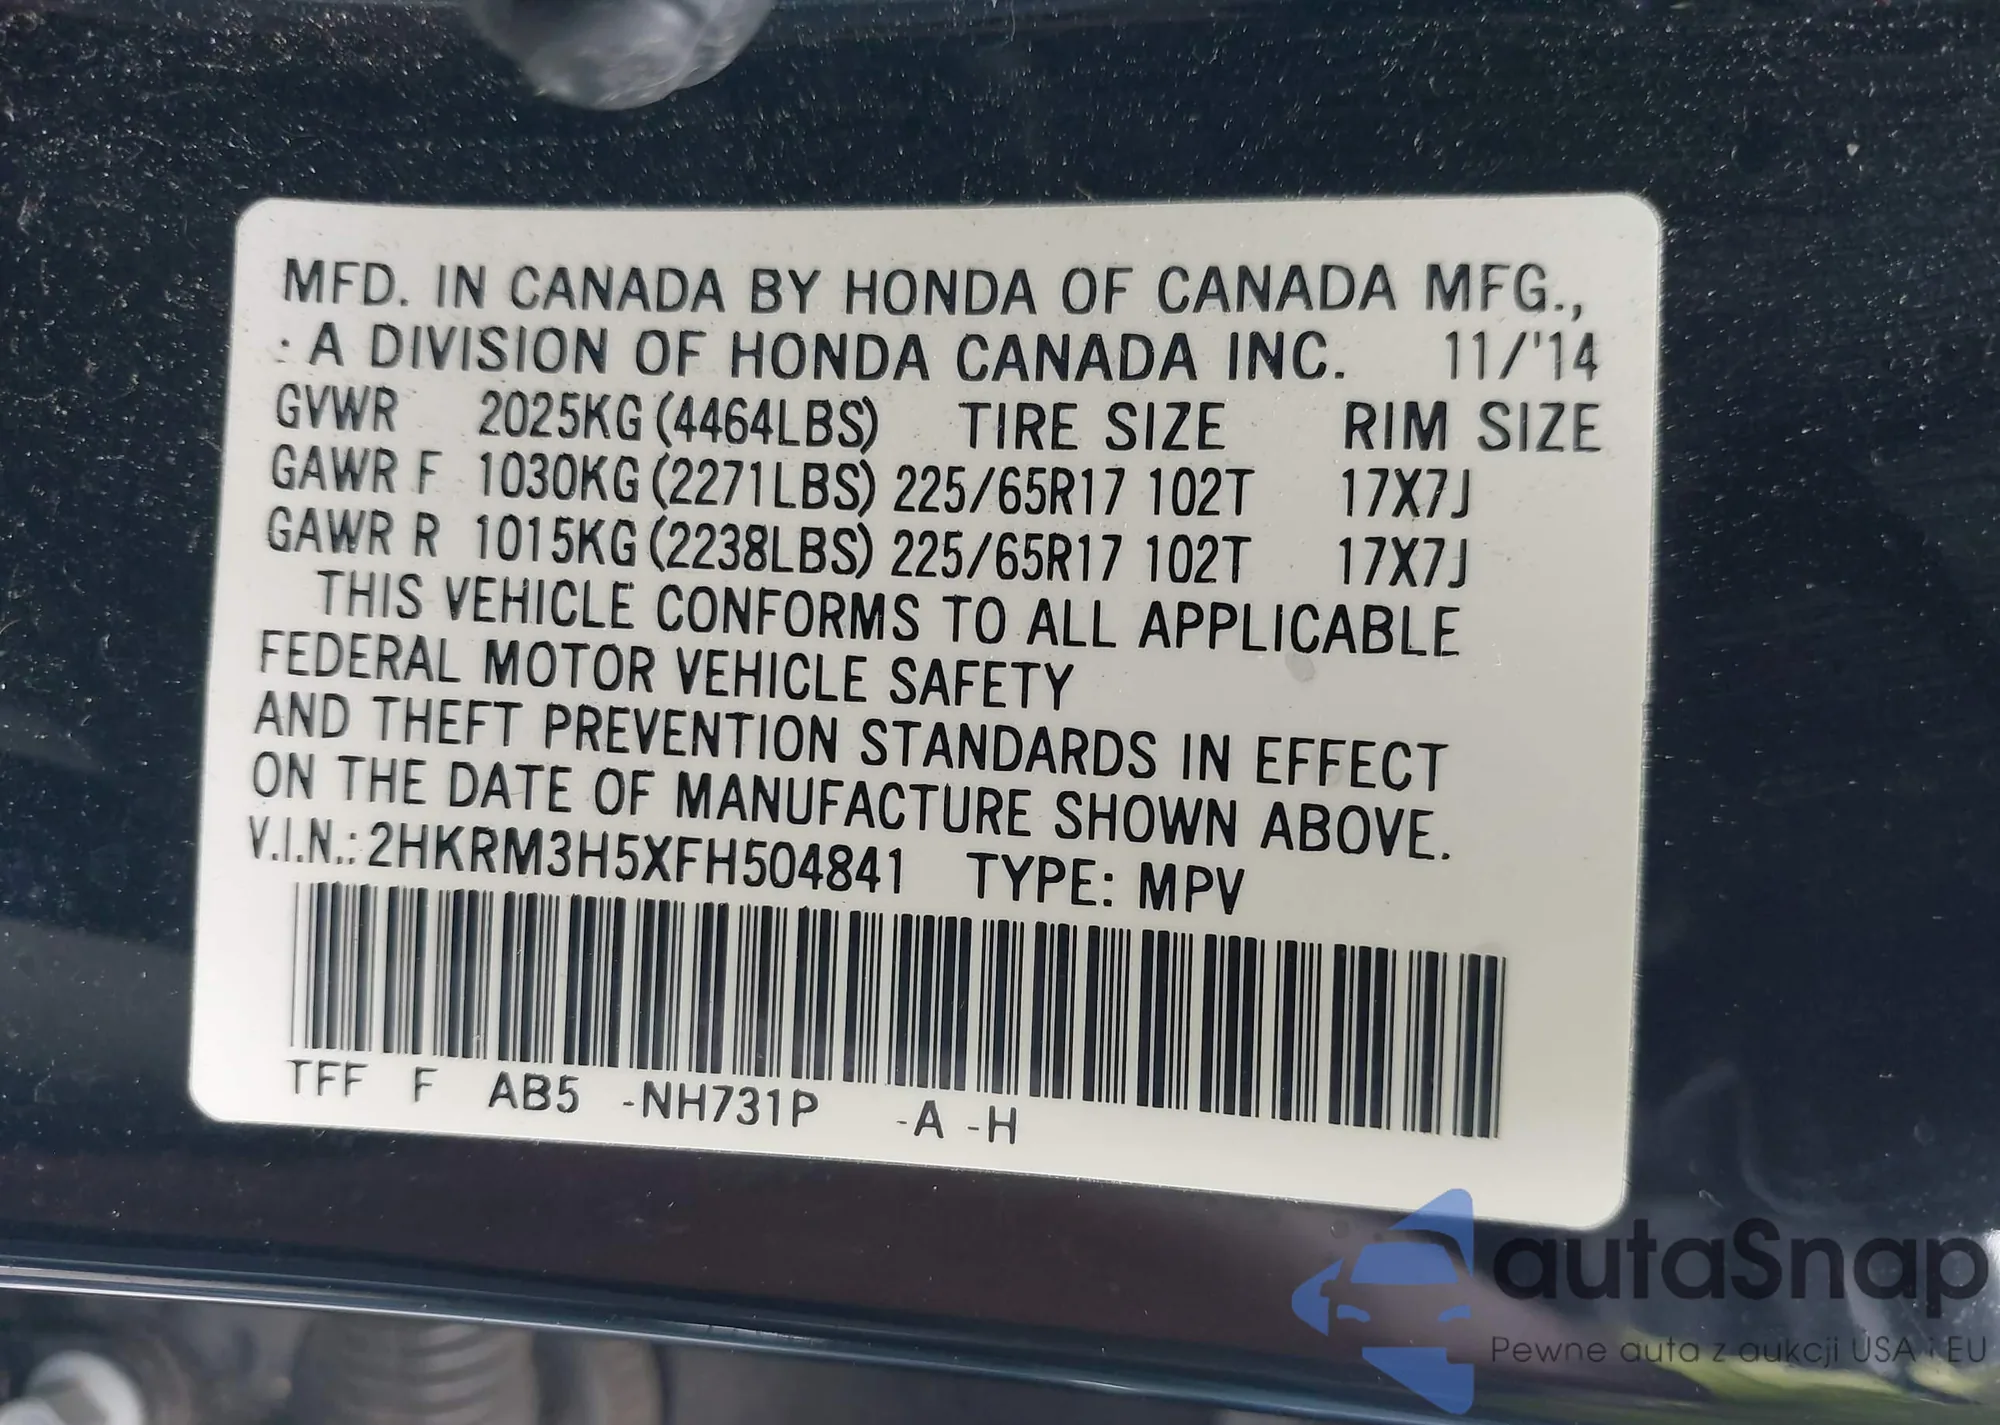 MFD. IN CANADA BY HONDA OF CANADA MFG.,
A DIVISION OF HONDA CANADA INC. 11/'14
GVWR 2025KG (4464LBS) TIRE SIZE RIM SIZE
GAWR F 1030KG (2271LBS) 225/65R17 102T 17X7J
GAWR R 1015KG (2238LBS) 225/65R17 102T 17X7J
THIS VEHICLE CONFORMS TO ALL APPLICABLE
FEDERAL MOTOR VEHICLE SAFETY
AND THEFT PREVENTION STANDARDS IN EFFECT
ON THE DATE OF MANUFACTURE SHOWN ABOVE.
V.I.N.: 2HKRM3H5XFH504841 TYPE: MPV
TFF F AB5 -NH731P -A -H
autaSnap
Pewne auta z aukcji USA i EU